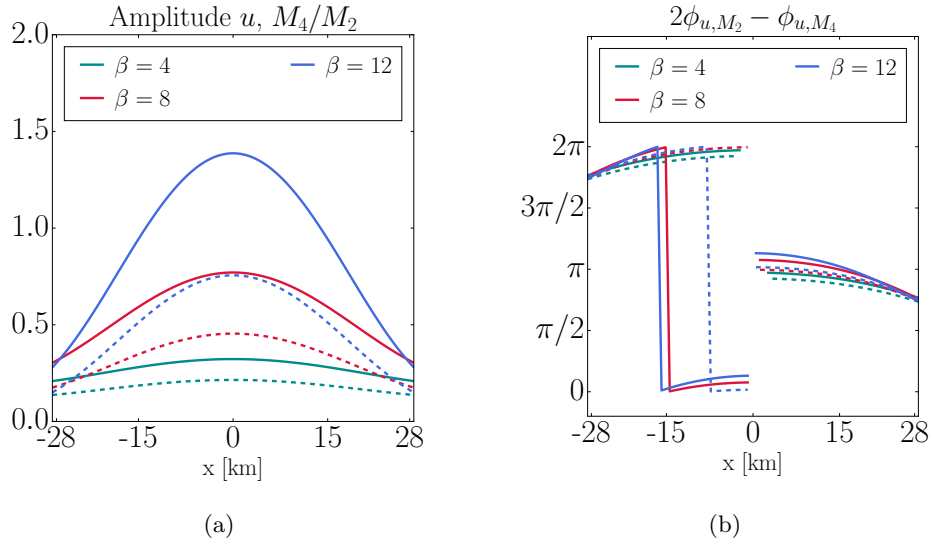 Amplitude u, M₄/M₂
β = 4
β = 12
β = 8
2.0
1.5
1.0
0.5
0.0
-28
-15
0
15
28
x [km]
(a)
2ϕ_{u,M₂} − ϕ_{u,M₄}
β = 4
β = 12
β = 8
2π
3π/2
π
π/2
0
-28
-15
0
15
28
x [km]
(b)